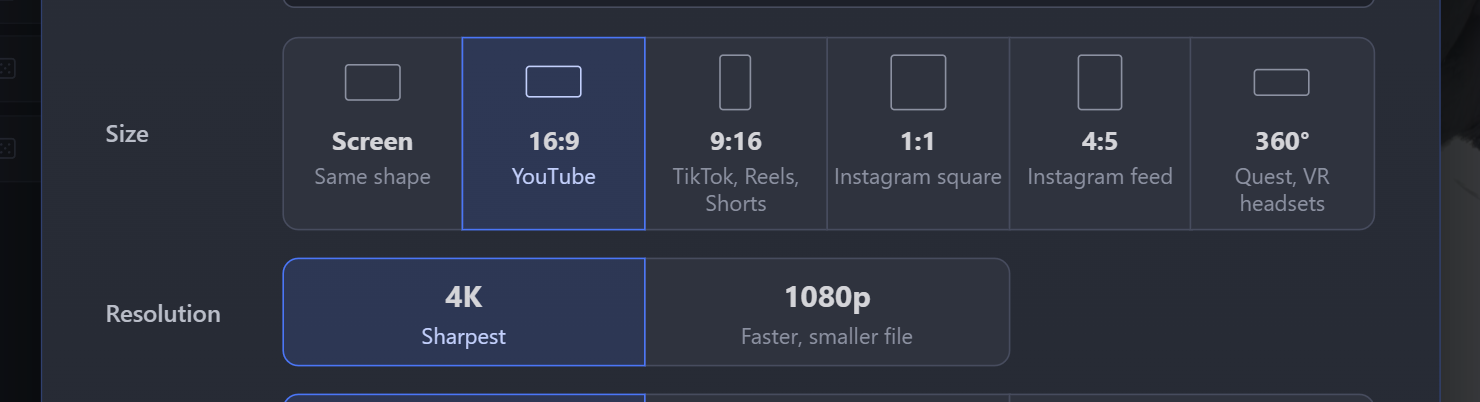 Size
Screen
Same shape
16:9
YouTube
9:16
TikTok, Reels,
Shorts
1:1
Instagram square
4:5
Instagram feed
360°
Quest, VR
headsets
Resolution
4K
Sharpest
1080p
Faster, smaller file